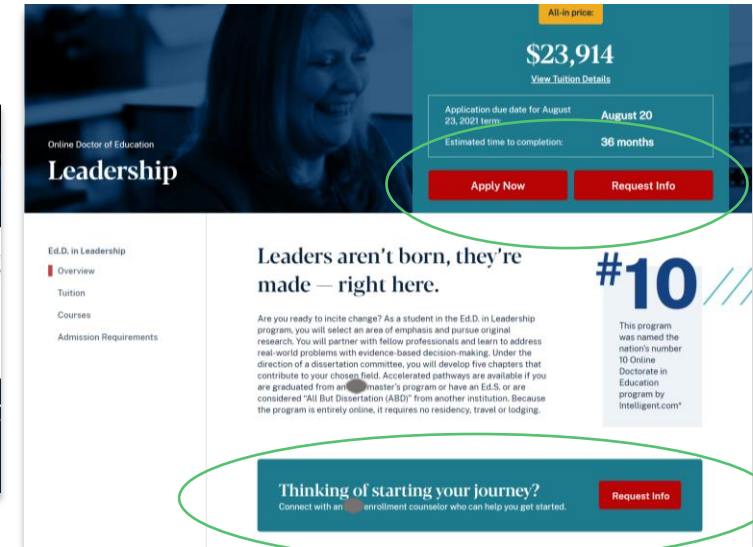 All-in price:
$23,914
View Tuition Details
Application due date for August
23, 2021 term:
August 20
Estimated time to completion:
36 months
Apply Now
Request Info
Online Doctor of Education
Leadership
Ed.D. in Leadership
Overview
Tuition
Courses
Admission Requirements
Leaders aren't born, they're
made — right here.
Are you ready to incite change? As a student in the Ed.D. in Leadership
program, you will select an area of emphasis and pursue original
research. You will partner with fellow professionals and learn to address
real-world problems with evidence-based decision-making. Under the
direction of a dissertation committee, you will develop five chapters that
contribute to your chosen field. Accelerated pathways are available if you
are graduated from an master's program or have an Ed.S. or are
considered "All But Dissertation (ABD)" from another institution. Because
the program is entirely online, it requires no residency, travel or lodging.
#10
This program
was named the
nation's number
10 Online
Doctorate in
Education
program by
Intelligent.com*
Thinking of starting your journey?
Connect with an enrollment counselor who can help you get started.
Request Info